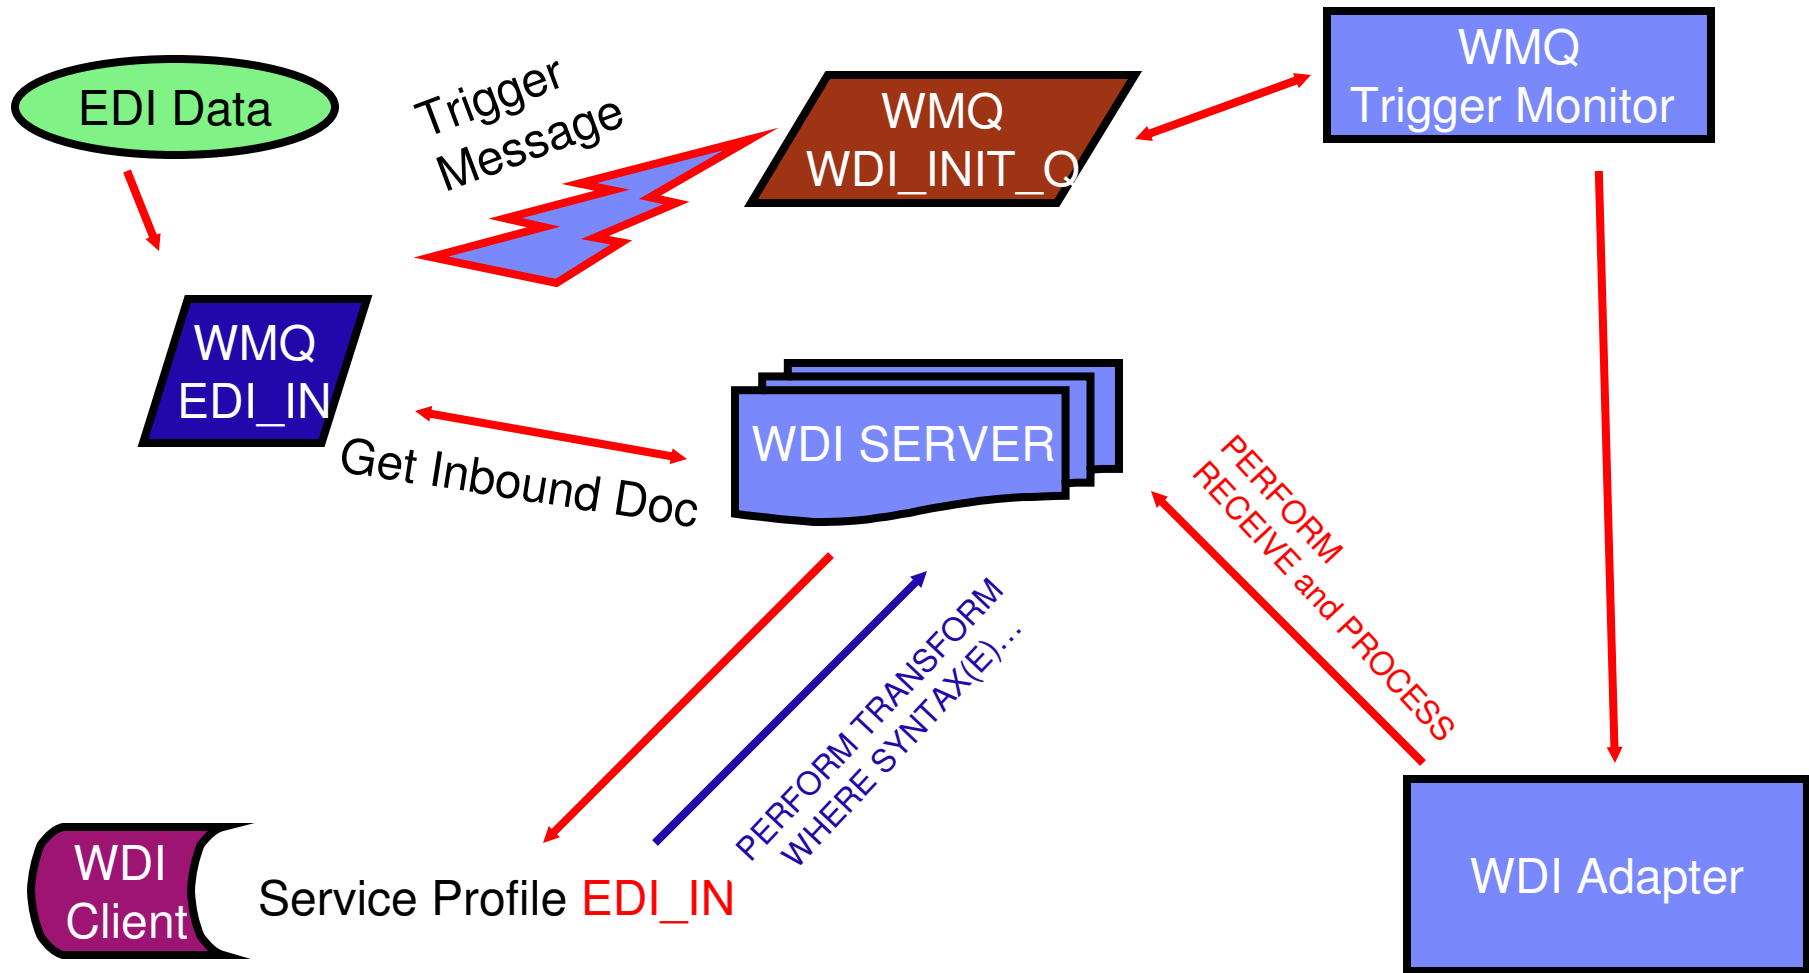 EDI Data
Trigger
Message
WMQ
WDI_INIT_Q
WMQ
Trigger Monitor
WMQ
EDI_IN
Get Inbound Doc
WDI SERVER
PERFORM
RECEIVE and PROCESS
PERFORM TRANSFORM
WHERE SYNTAX(E)...
WDI
Client
Service Profile EDI_IN
WDI Adapter